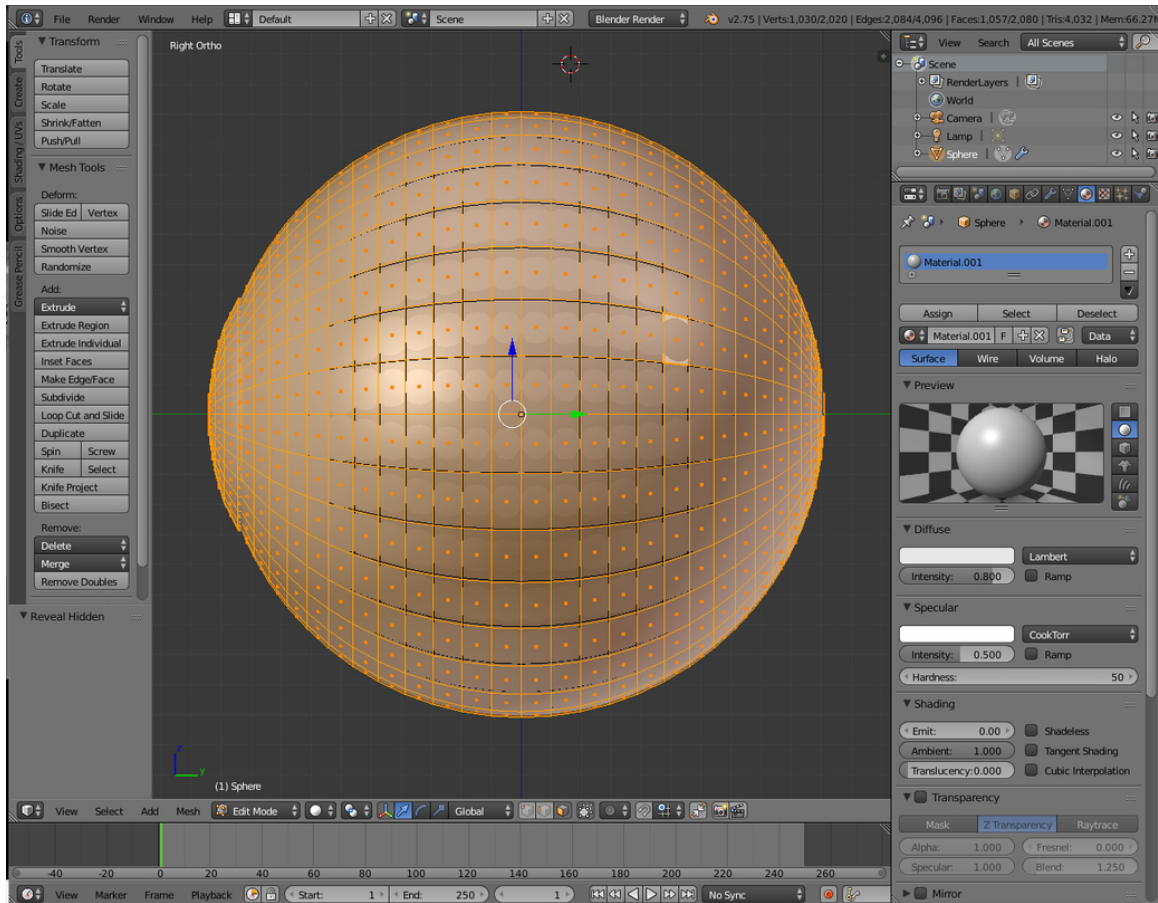 File Render Window Help Default Scene Blender Render v2.75 | Verts:1,030/2,020 | Edges:2,084/4,096 | Faces:1,057/2,080 | Tris:4,032 | Mem:66.27M
Tools
Create
Shading / UVs
Options
Grease Pencil
Transform
Translate
Rotate
Scale
Shrink/Fatten
Push/Pull
Mesh Tools
Deform:
Slide Ed Vertex
Noise
Smooth Vertex
Randomize
Add:
Extrude
Extrude Region
Extrude Individual
Inset Faces
Make Edge/Face
Subdivide
Loop Cut and Slide
Duplicate
Spin Screw
Knife Select
Knife Project
Bisect
Remove:
Delete
Merge
Remove Doubles
Reveal Hidden
Right Ortho
z
y
(1) Sphere
View Select Add Mesh Edit Mode Global
-40 -20 0 20 40 60 80 100 120 140 160 180 200 220 240 260
View Marker Frame Playback Start: 1 End: 250 1 No Sync
View Search All Scenes
Scene
RenderLayers |
World
Camera |
Lamp |
Sphere |
Sphere Material.001
Material.001
Assign Select Deselect
Material.001 F Data
Surface Wire Volume Halo
Preview
Diffuse
Lambert
Intensity: 0.800 Ramp
Specular
CookTorr
Intensity: 0.500 Ramp
Hardness: 50
Shading
Emit: 0.00 Shadeless
Ambient: 1.000 Tangent Shading
Translucency:0.000 Cubic Interpolation
Transparency
Mask Z Transparency Raytrace
Alpha: 1.000 Fresnel: 0.000
Specular: 1.000 Blend: 1.250
Mirror